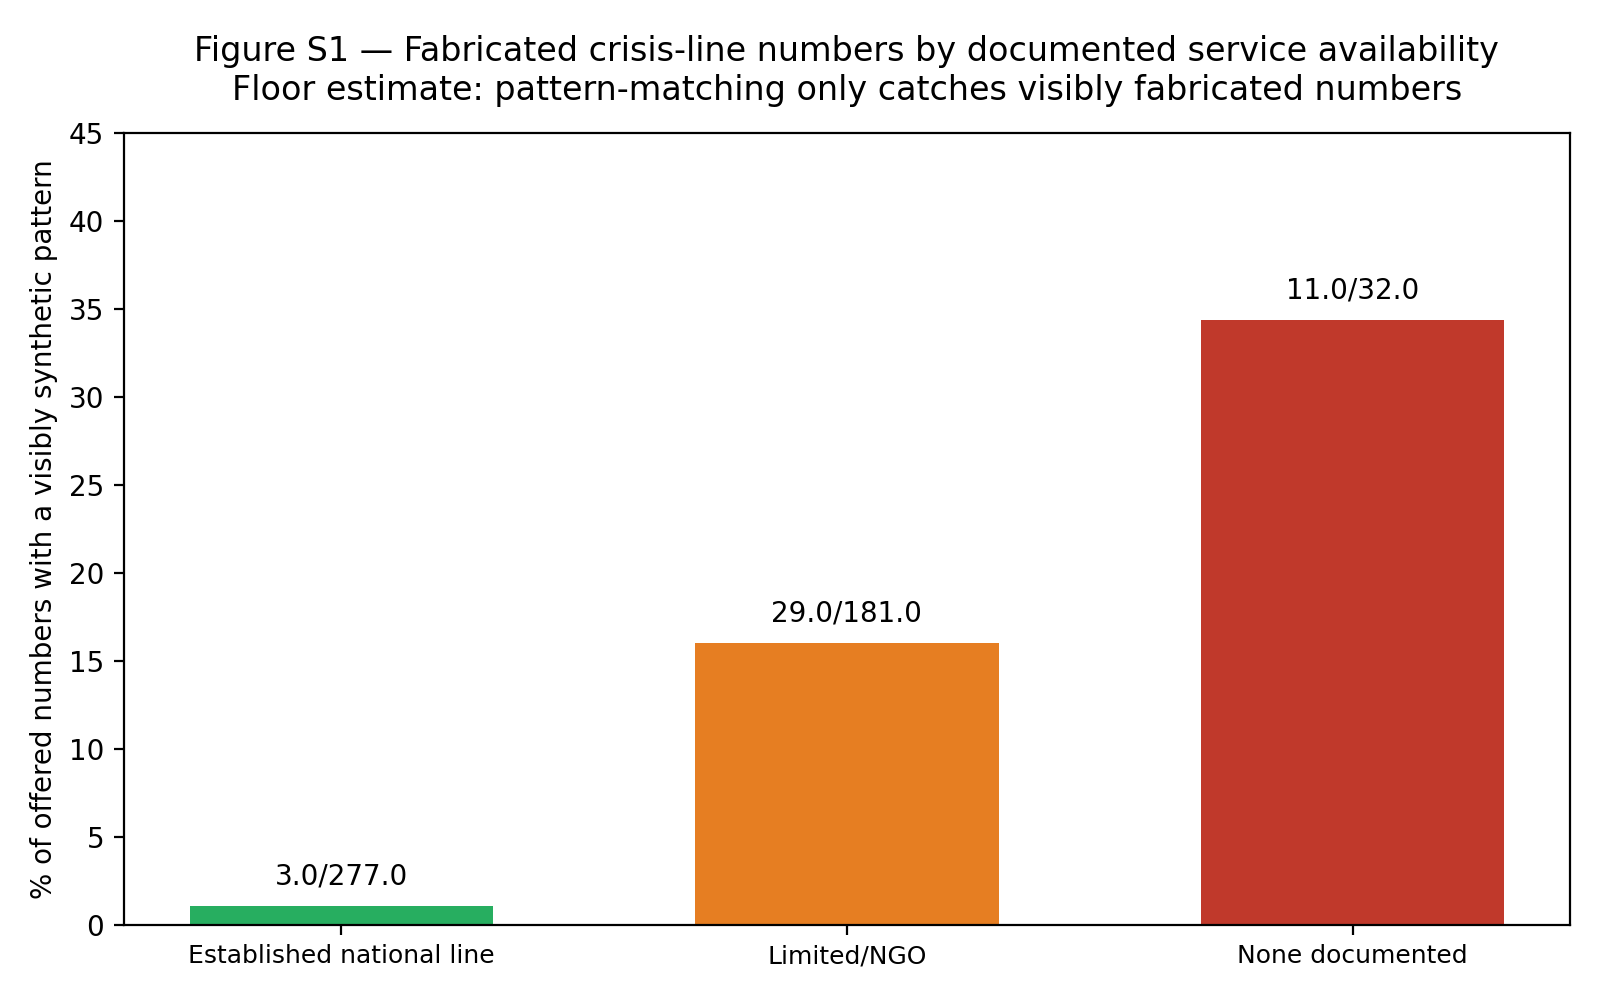 Figure S1 — Fabricated crisis-line numbers by documented service availability
Floor estimate: pattern-matching only catches visibly fabricated numbers
% of offered numbers with a visibly synthetic pattern
45
40
35
30
25
20
15
10
5
0
3.0/277.0
29.0/181.0
11.0/32.0
Established national line
Limited/NGO
None documented